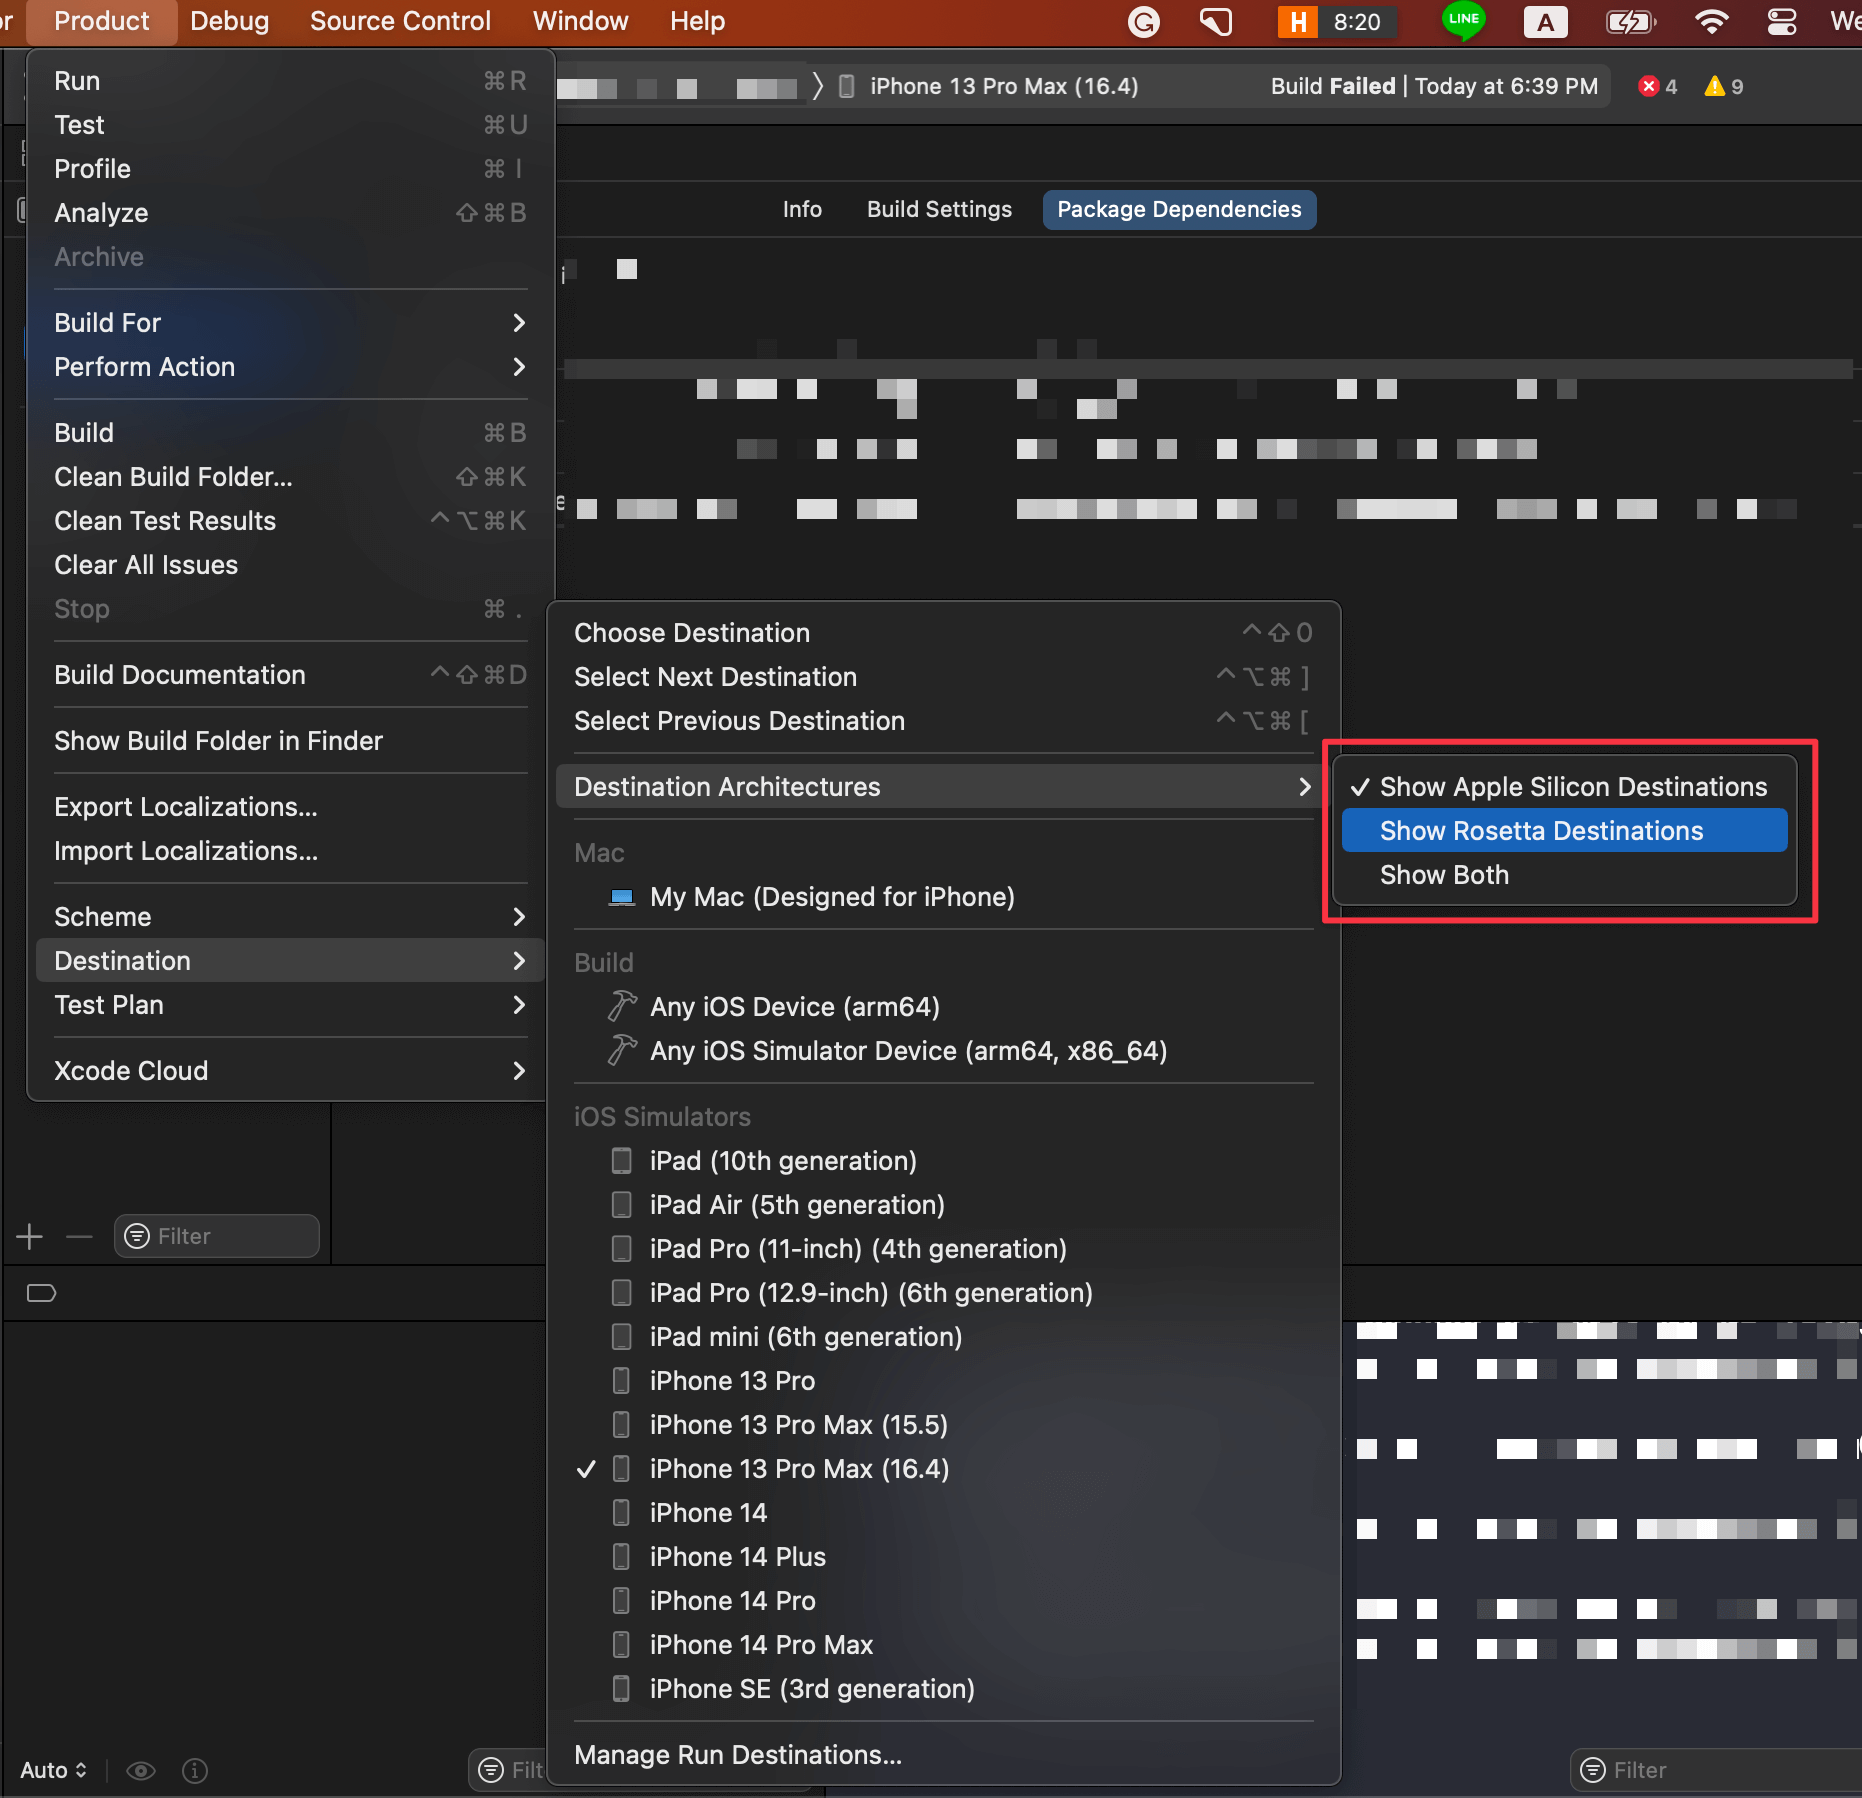 Product Debug Source Control Window Help H 8:20 LINE A We
iPhone 13 Pro Max (16.4) Build Failed | Today at 6:39 PM 4 9
Info Build Settings Package Dependencies
Run ⌘R
Test ⌘U
Profile ⌘I
Analyze ⇧⌘B
Archive
Build For
Perform Action
Build ⌘B
Clean Build Folder... ⇧⌘K
Clean Test Results ^⌥⌘K
Clear All Issues
Stop ⌘.
Build Documentation ^⇧⌘D
Show Build Folder in Finder
Export Localizations...
Import Localizations...
Scheme
Destination
Test Plan
Xcode Cloud
Choose Destination ^⇧0
Select Next Destination ^⌥⌘]
Select Previous Destination ^⌥⌘[
Destination Architectures
Mac
My Mac (Designed for iPhone)
Build
Any iOS Device (arm64)
Any iOS Simulator Device (arm64, x86_64)
iOS Simulators
iPad (10th generation)
iPad Air (5th generation)
iPad Pro (11-inch) (4th generation)
iPad Pro (12.9-inch) (6th generation)
iPad mini (6th generation)
iPhone 13 Pro
iPhone 13 Pro Max (15.5)
✓ iPhone 13 Pro Max (16.4)
iPhone 14
iPhone 14 Plus
iPhone 14 Pro
iPhone 14 Pro Max
iPhone SE (3rd generation)
Manage Run Destinations...
✓ Show Apple Silicon Destinations
Show Rosetta Destinations
Show Both
Filter
Auto Filt Filter